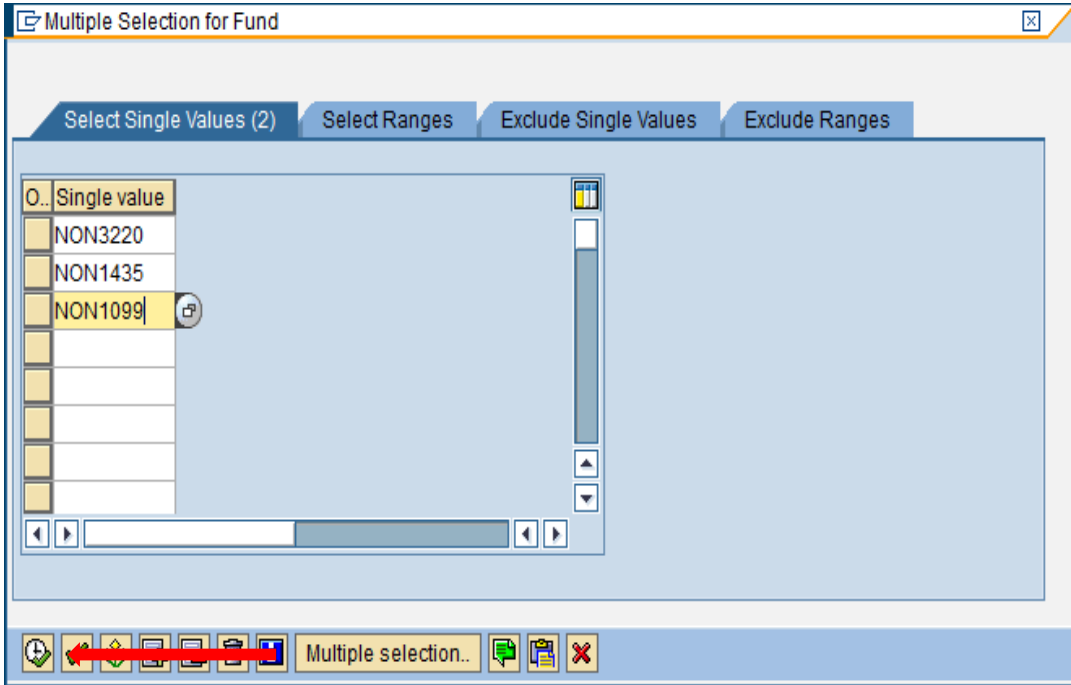 Multiple Selection for Fund
Select Single Values (2) Select Ranges Exclude Single Values Exclude Ranges
O.. Single value
NON3220
NON1435
NON1099
Multiple selection..